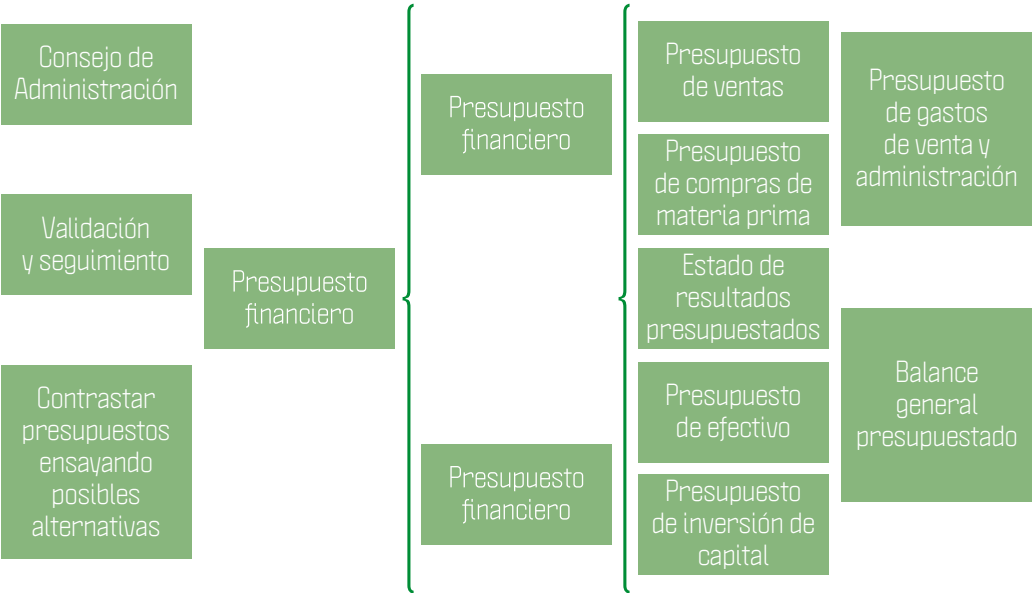 Consejo de
Administración
Validación
y seguimiento
Contrastar
presupuestos
ensayando
posibles
alternativas
Presupuesto
financiero
Presupuesto
financiero
Presupuesto
financiero
Presupuesto
de ventas
Presupuesto
de compras de
materia prima
Estado de
resultados
presupuestados
Presupuesto
de efectivo
Presupuesto
de inversión de
capital
Presupuesto
de gastos
de venta y
administración
Balance
general
presupuestado